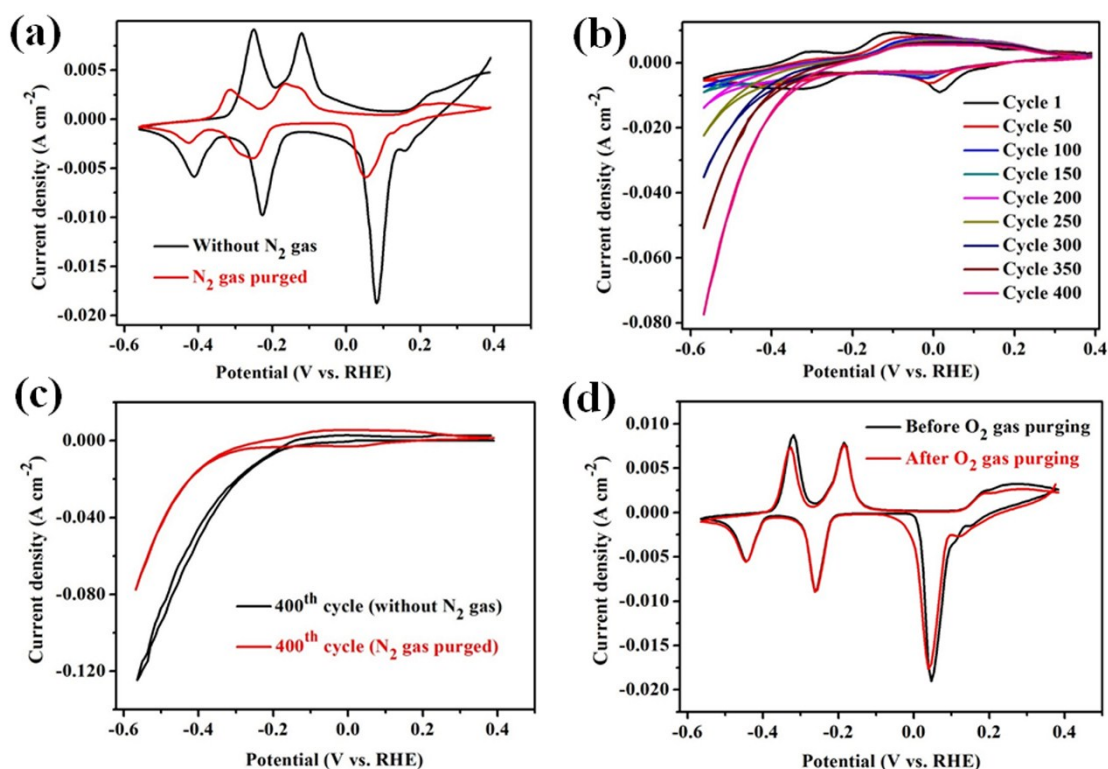 (a)
0.005
0.000
-0.005
-0.010
-0.015
-0.020
Current density (A cm-2)
Without N2 gas
N2 gas purged
-0.6 -0.4 -0.2 0.0 0.2 0.4
Potential (V vs. RHE)
(b)
0.000
-0.020
-0.040
-0.060
-0.080
Current density (A cm-2)
Cycle 1
Cycle 50
Cycle 100
Cycle 150
Cycle 200
Cycle 250
Cycle 300
Cycle 350
Cycle 400
-0.6 -0.4 -0.2 0.0 0.2 0.4
Potential (V vs. RHE)
(c)
0.000
-0.040
-0.080
-0.120
Current density (A cm-2)
400th cycle (without N2 gas)
400th cycle (N2 gas purged)
-0.6 -0.4 -0.2 0.0 0.2 0.4
Potential (V vs. RHE)
(d)
0.010
0.005
0.000
-0.005
-0.010
-0.015
-0.020
Current density (A cm-2)
Before O2 gas purging
After O2 gas purging
-0.6 -0.4 -0.2 0.0 0.2 0.4
Potential (V vs. RHE)